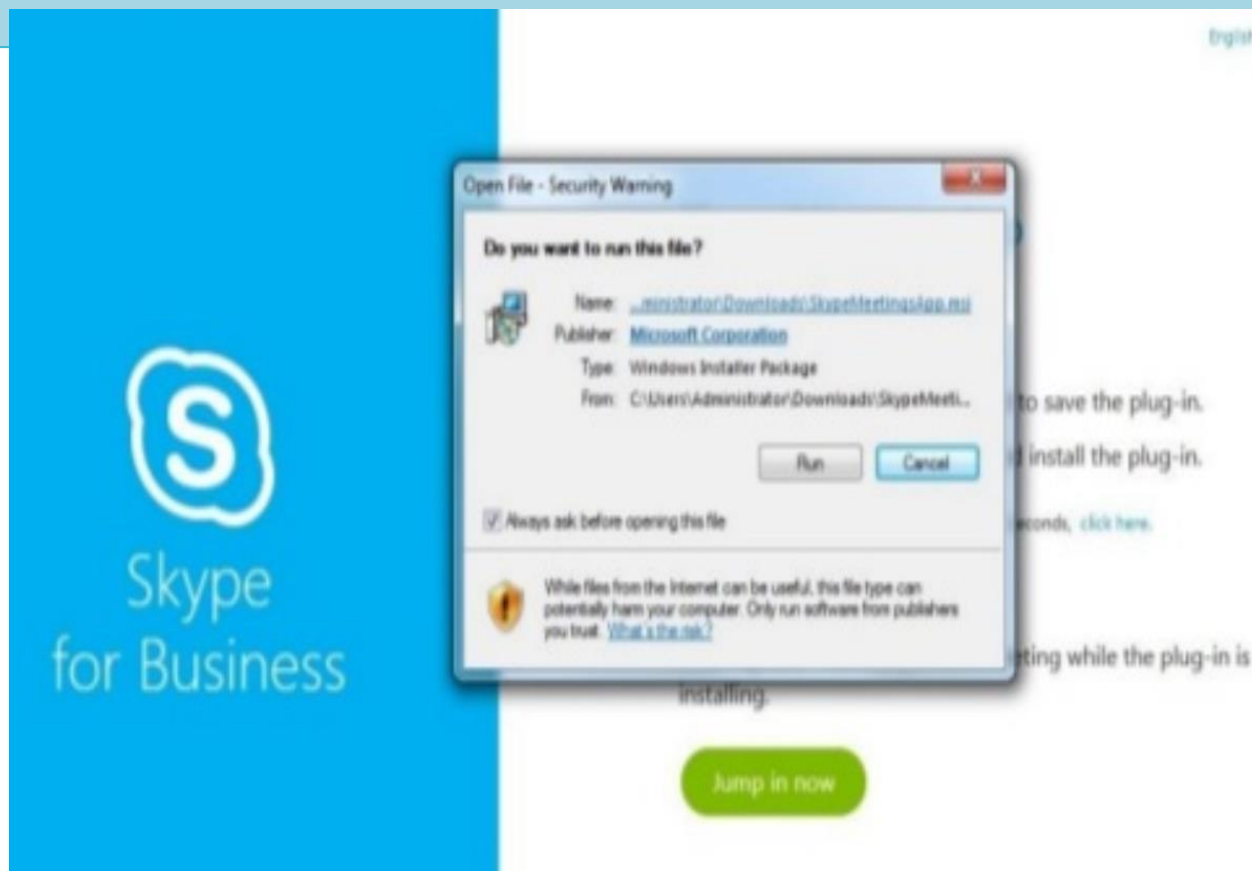 English
Open File - Security Warning
Do you want to run this file?
Name: ...ministrator\Downloads\SkypeMeetingsApp.msi
Publisher: Microsoft Corporation
Type: Windows Installer Package
From: C:\Users\Administrator\Downloads\SkypeMeeti...
Run
Cancel
Always ask before opening this file
While files from the Internet can be useful, this file type can
potentially harm your computer. Only run software from publishers
you trust. What's the risk?
S
Skype
for Business
to save the plug-in.
install the plug-in.
econds, click here.
ting while the plug-in is
installing.
Jump in now